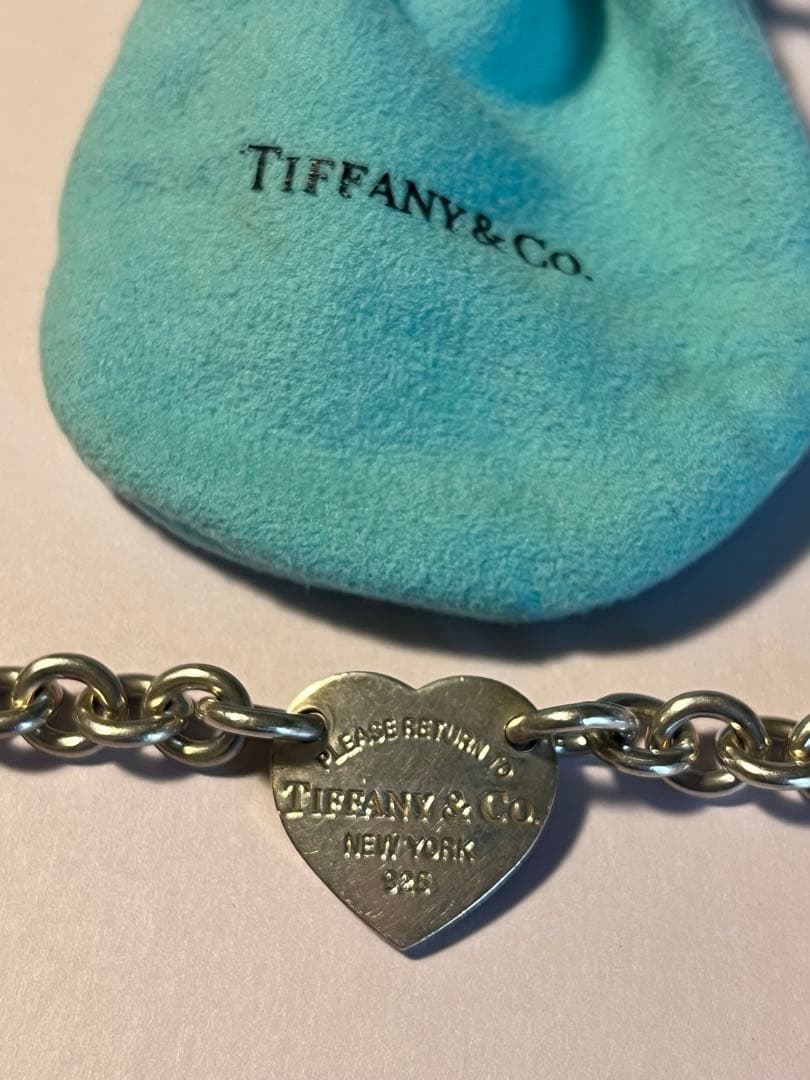 TIFFANY & CO.
PLEASE RETURN TO
TIFFANY & CO.
NEW YORK
925